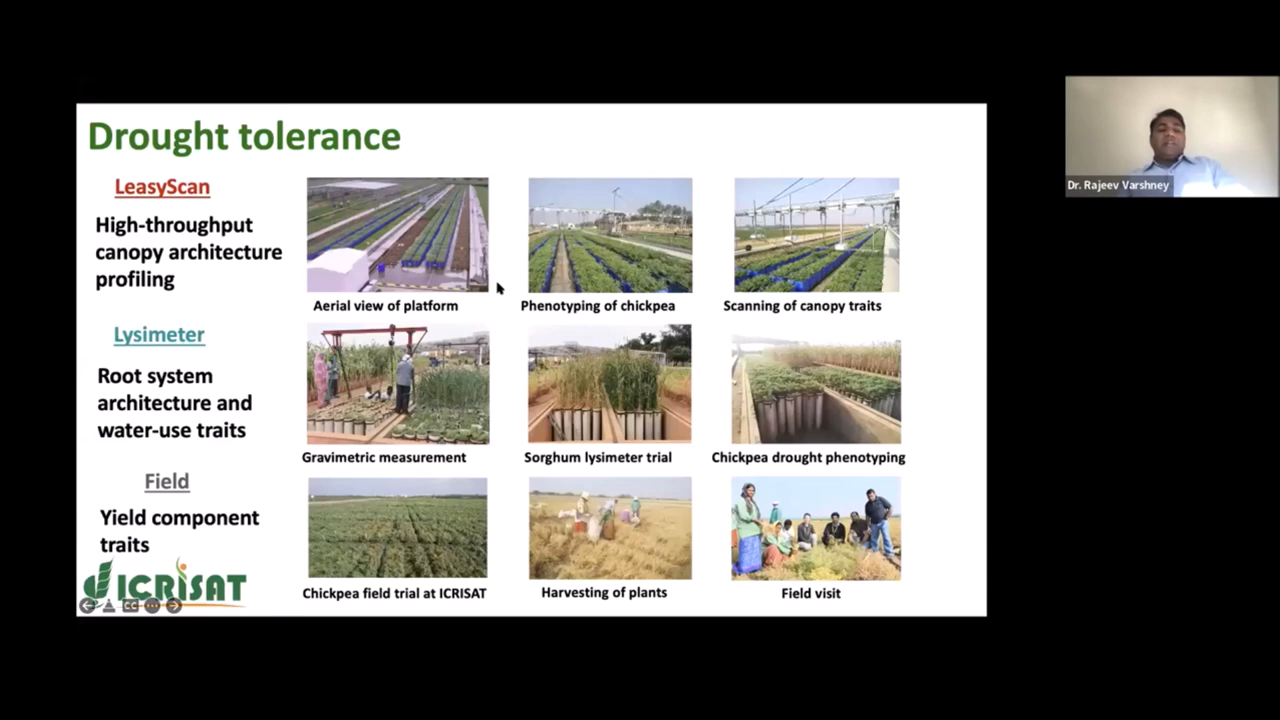 Drought tolerance
LeasyScan
High-throughput
canopy architecture
profiling
Aerial view of platform
Phenotyping of chickpea
Scanning of canopy traits
Lysimeter
Root system
architecture and
water-use traits
Gravimetric measurement
Sorghum lysimeter trial
Chickpea drought phenotyping
Field
Yield component
traits
Chickpea field trial at ICRISAT
Harvesting of plants
Field visit
ICRISAT
CC
Dr. Rajeev Varshney